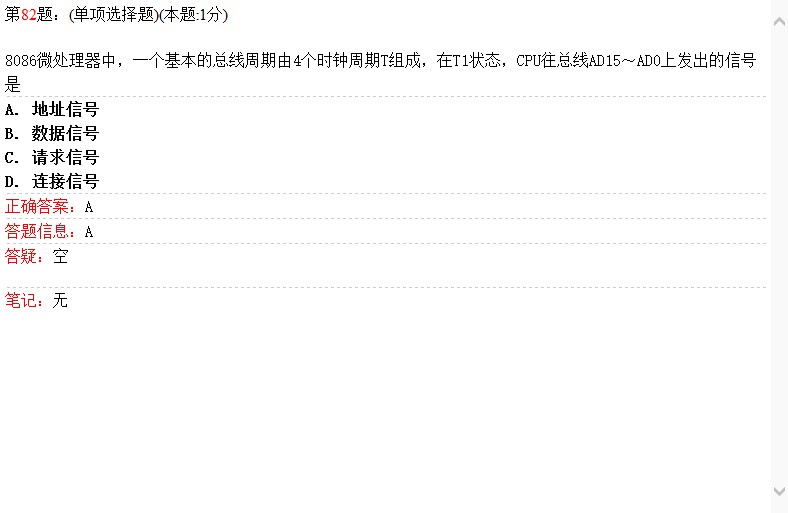 第82题：(单项选择题)(本题:1分)
8086微处理器中，一个基本的总线周期由4个时钟周期T组成，在T1状态，CPU往总线AD15～AD0上发出的信号
是
A. 地址信号
B. 数据信号
C. 请求信号
D. 连接信号
正确答案：A
答题信息：A
答疑：空
笔记：无